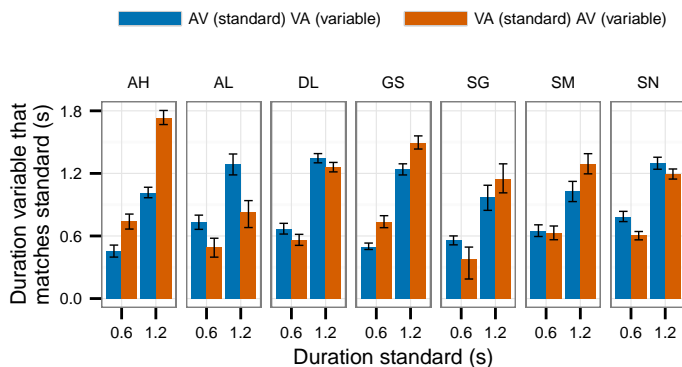 AV (standard) VA (variable) VA (standard) AV (variable)
AH AL DL GS SG SM SN
Duration variable that
matches standard (s)
1.8
1.2
0.6
0.0
0.6 1.2 0.6 1.2 0.6 1.2 0.6 1.2 0.6 1.2 0.6 1.2 0.6 1.2
Duration standard (s)